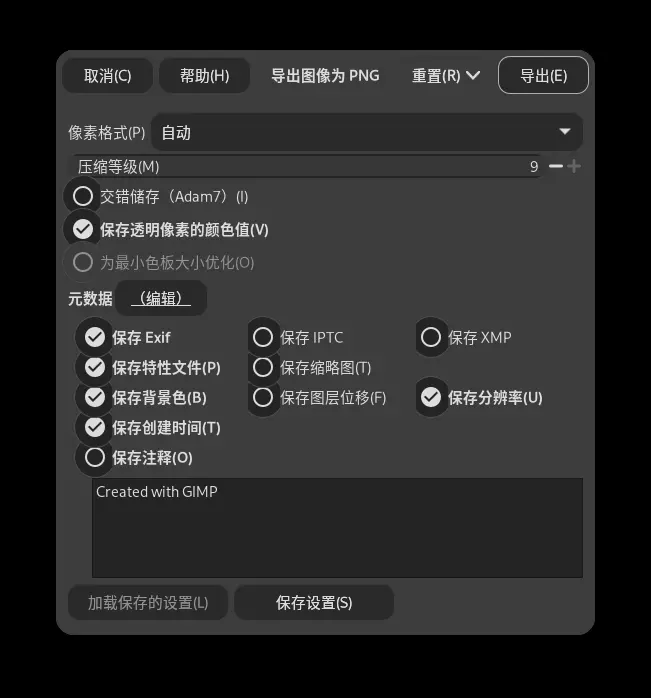 取消(C) 帮助(H) 导出图像为 PNG 重置(R) 导出(E)
像素格式(P) 自动
压缩等级(M) 9
交错储存（Adam7）(I)
保存透明像素的颜色值(V)
为最小色板大小优化(O)
元数据 （编辑）
保存 Exif 保存 IPTC 保存 XMP
保存特性文件(P) 保存缩略图(T)
保存背景色(B) 保存图层位移(F) 保存分辨率(U)
保存创建时间(T)
保存注释(O)
Created with GIMP
加载保存的设置(L) 保存设置(S)